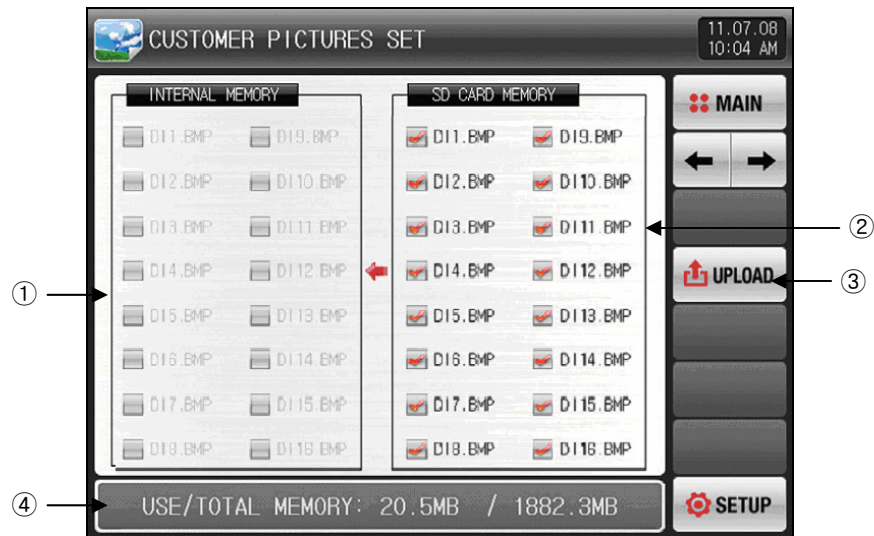 CUSTOMER PICTURES SET
11.07.08
10:04 AM
INTERNAL MEMORY
DI1.BMP DI9.BMP
DI2.BMP DI10.BMP
DI3.BMP DI11.BMP
DI4.BMP DI12.BMP
DI5.BMP DI13.BMP
DI6.BMP DI14.BMP
DI7.BMP DI15.BMP
DI8.BMP DI16.BMP
SD CARD MEMORY
DI1.BMP DI9.BMP
DI2.BMP DI10.BMP
DI3.BMP DI11.BMP
DI4.BMP DI12.BMP
DI5.BMP DI13.BMP
DI6.BMP DI14.BMP
DI7.BMP DI15.BMP
DI8.BMP DI16.BMP
MAIN
UPLOAD
SETUP
USE/TOTAL MEMORY: 20.5MB / 1882.3MB
①
②
③
④